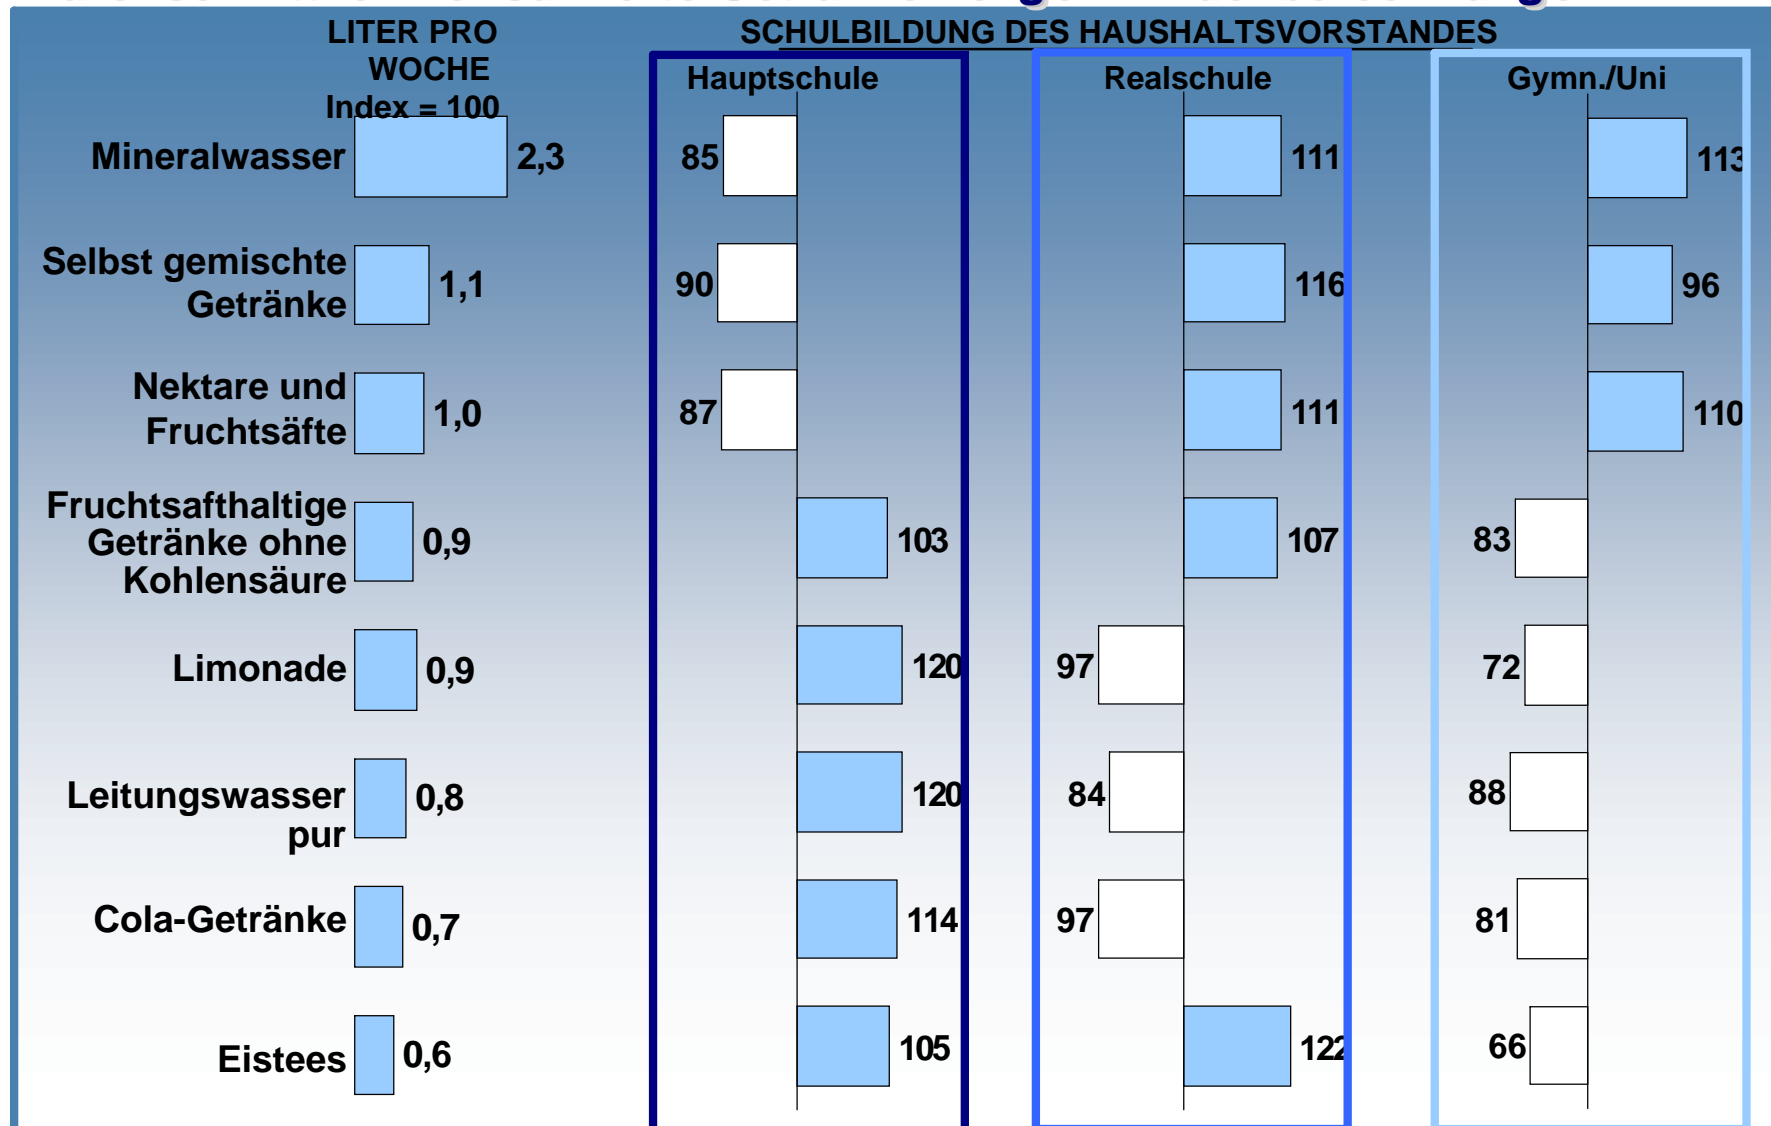 LITER PRO
WOCHE
Index = 100
SCHULBILDUNG DES HAUSHALTSVORSTANDES
Hauptschule Realschule Gymn./Uni
Mineralwasser 2,3 85 111 113
Selbst gemischte
Getränke 1,1 90 116 96
Nektare und
Fruchtsäfte 1,0 87 111 110
Fruchtsafthaltige
Getränke ohne
Kohlensäure 0,9 103 107 83
Limonade 0,9 120 97 72
Leitungswasser
pur 0,8 120 84 88
Cola-Getränke 0,7 114 97 81
Eistees 0,6 105 122 66